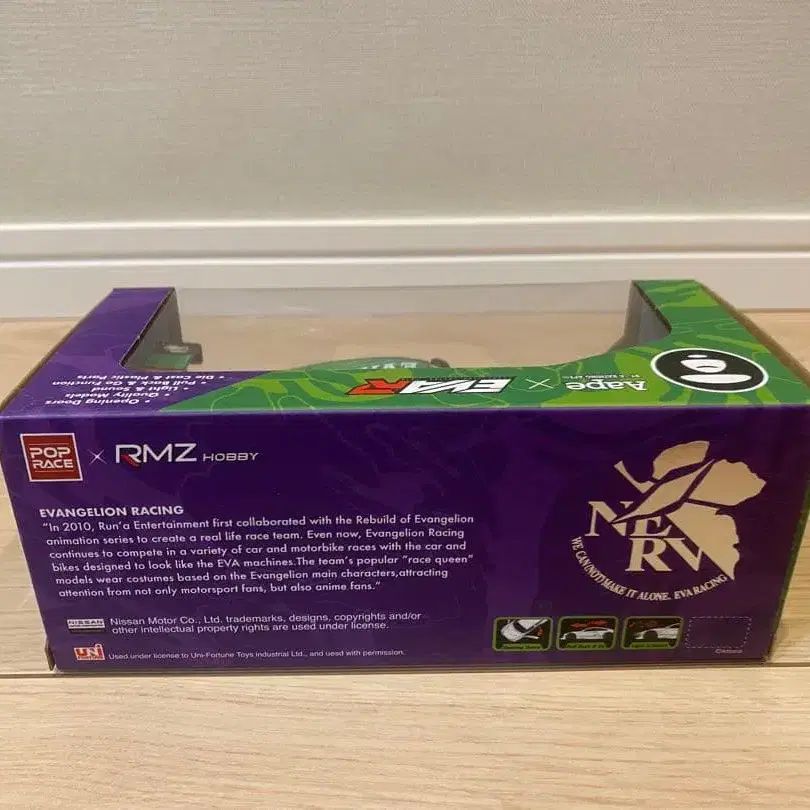 • Opening Doors
• Quality Models
• Light & Sound
• Pull Back & Go Function
• Die Cast & Plastic Parts
Aape × EVAR
POP RACE × RMZ HOBBY
EVANGELION RACING
"In 2010, Run'a Entertainment first collaborated with the Rebuild of Evangelion
animation series to create a real life race team. Even now, Evangelion Racing
continues to compete in a variety of car and motorbike races with the car and
bikes designed to look like the EVA machines.The team's popular "race queen"
models wear costumes based on the Evangelion main characters,attracting
attention from not only motorsport fans, but also anime fans."
NERV
WE CAN (NOT) MAKE IT ALONE. EVA RACING
NISSAN
Nissan Motor Co., Ltd. trademarks, designs, copyrights and/or
other intellectual property rights are used under license.
UNI
Used under license to Uni-Fortune Toys Industrial Ltd., and uesd with permission.